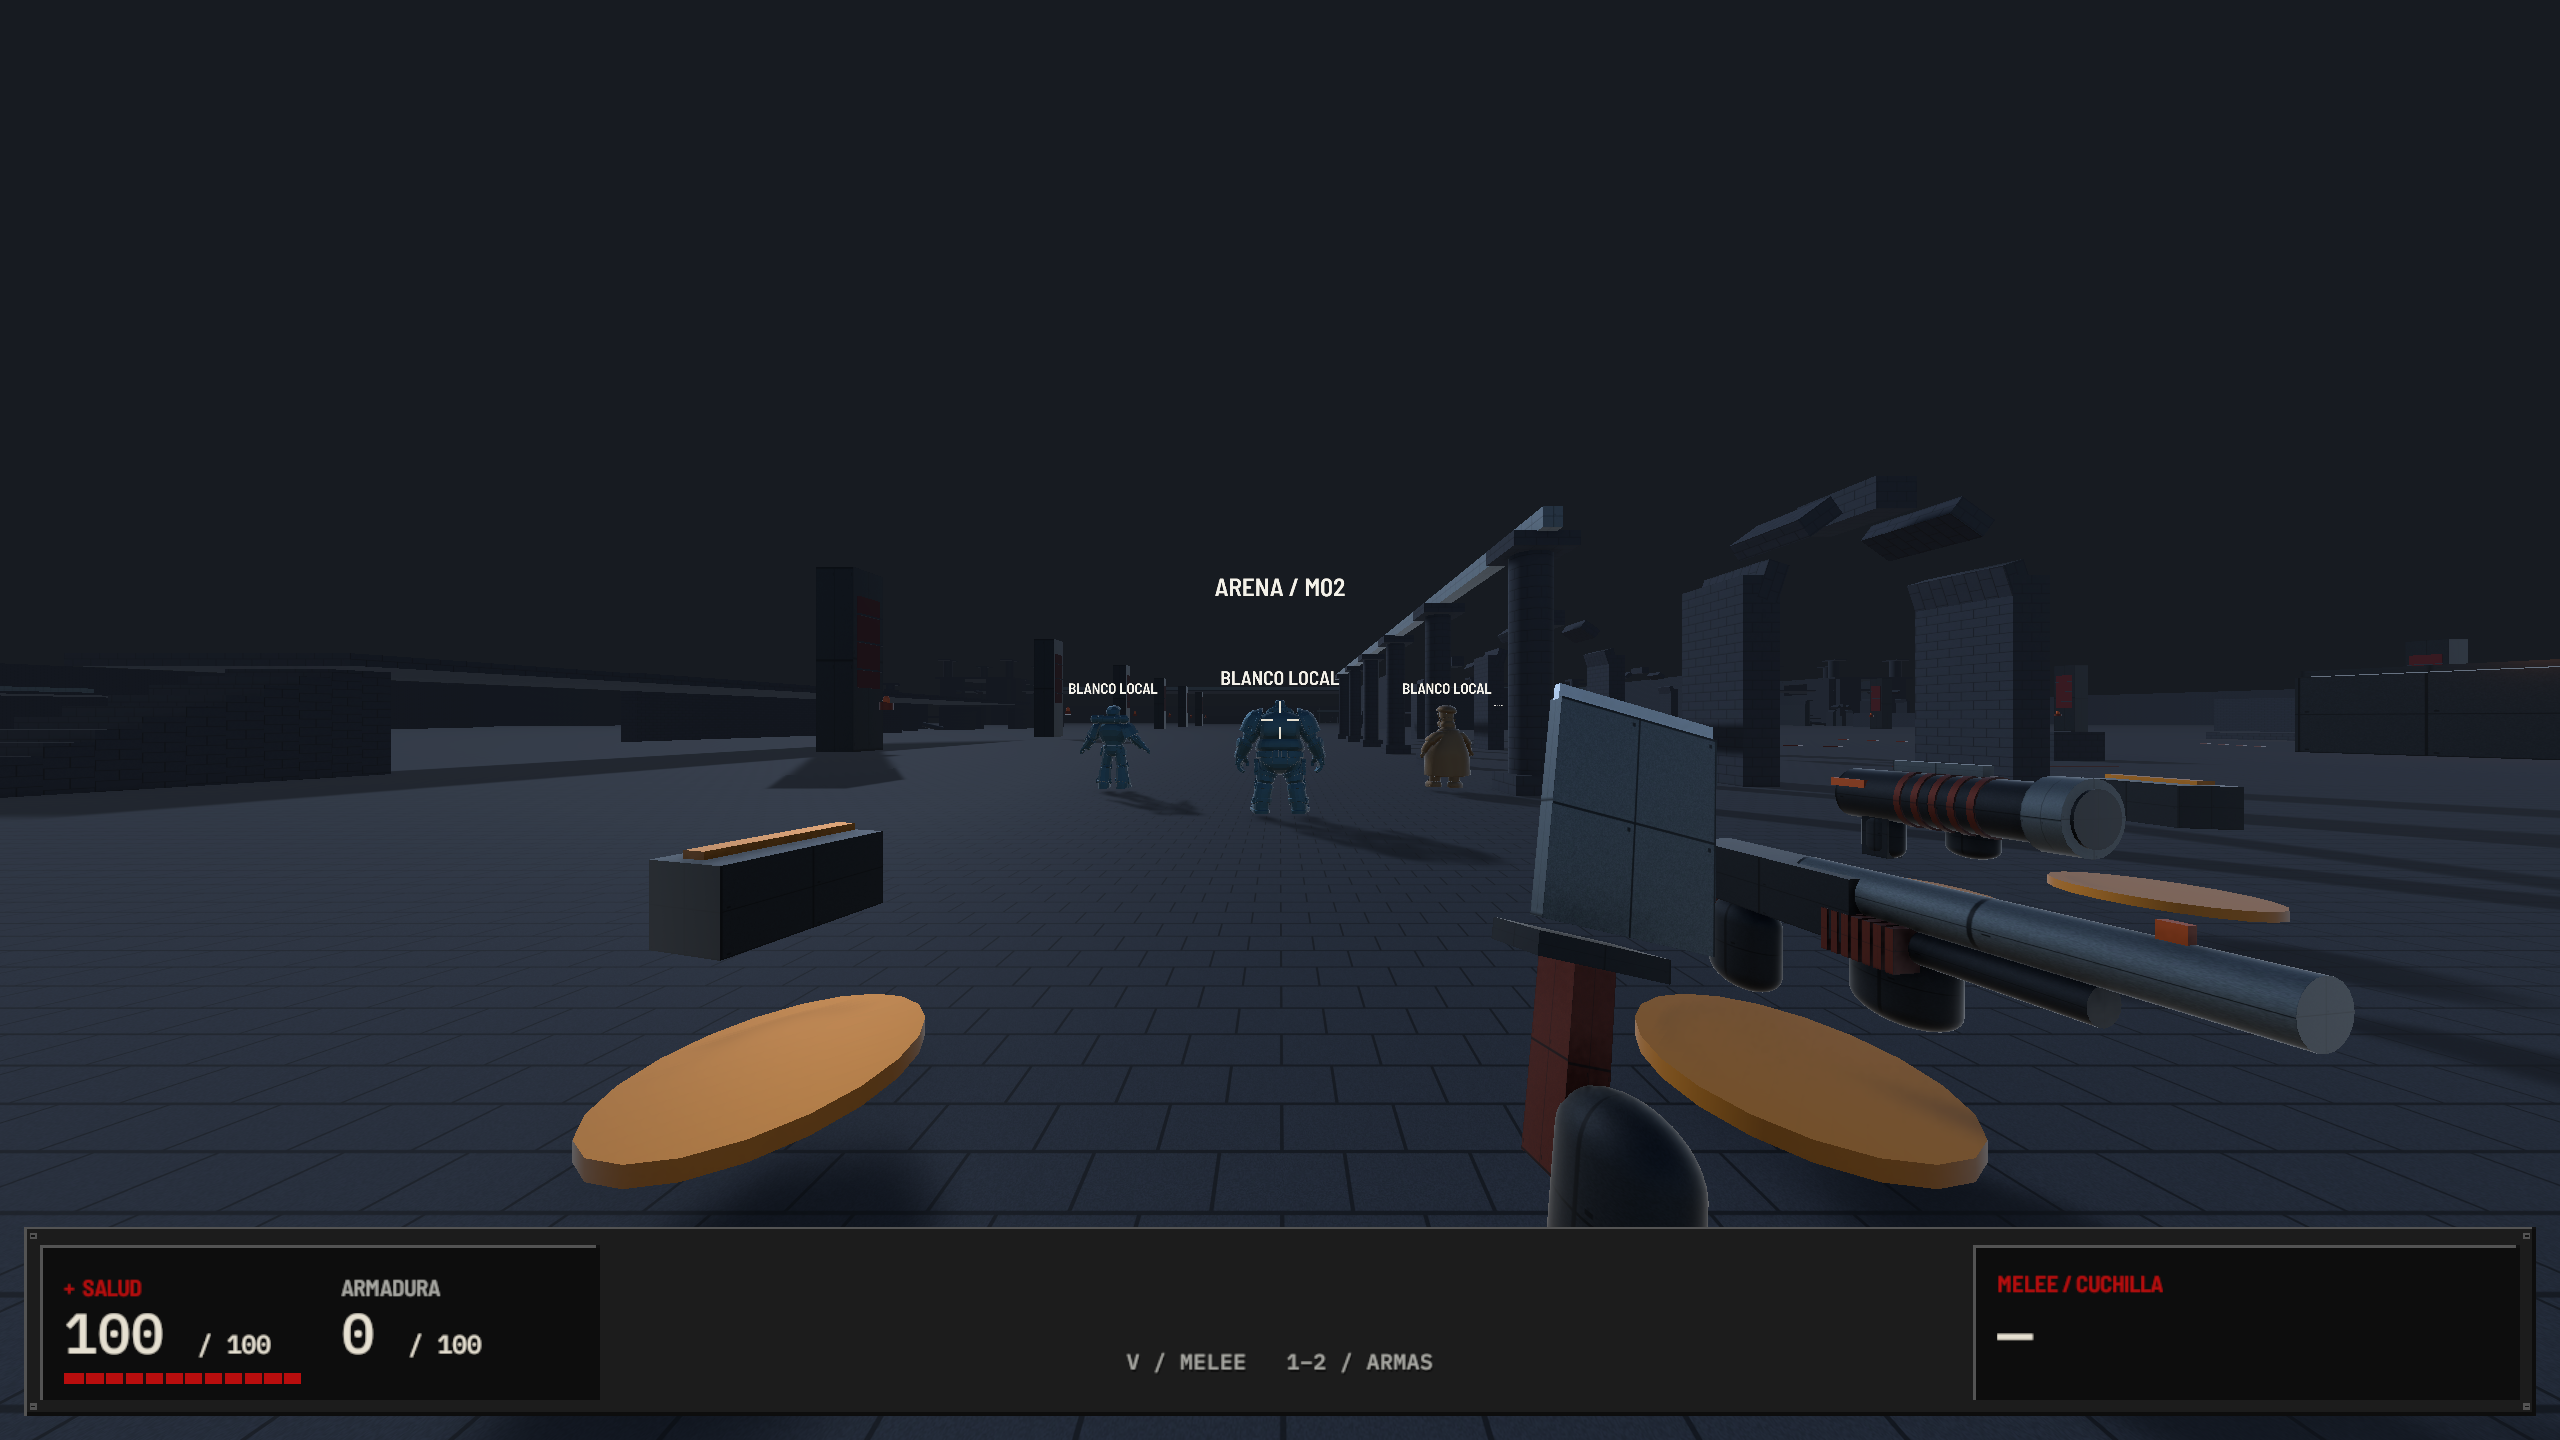 ARENA / M02
BLANCO LOCAL
BLANCO LOCAL
BLANCO LOCAL
+ SALUD
100 / 100
ARMADURA
0 / 100
V / MELEE 1-2 / ARMAS
MELEE / CUCHILLA
—